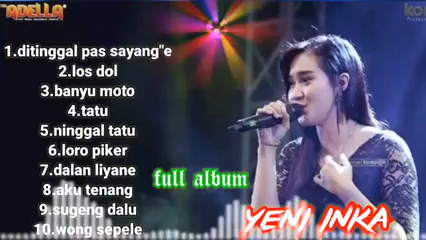 ADELLA
1.ditinggal pas sayang"e
2.los dol
3.banyu moto
4.tatu
5.ninggal tatu
6.loro piker
7.dalan liyane
8.aku tenang
9.sugeng dalu
10.wong sepele
full album
YENI INKA